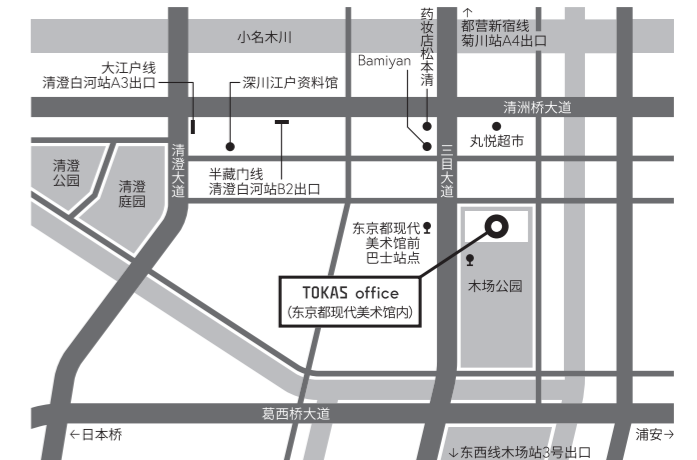 小名木川
药妆店松本清
↑
都营新宿线
菊川站A4出口
大江户线
清澄白河站A3出口
深川江户资料馆
Bamiyan
清洲桥大道
丸悦超市
清澄大道
三目大道
清澄
公园
清澄
庭园
半藏门线
清澄白河站B2出口
东京都现代
美术馆前
巴士站点
木场公园
TOKAS office
(东京都现代美术馆内)
葛西桥大道
←日本桥
浦安→
↓东西线木场站3号出口